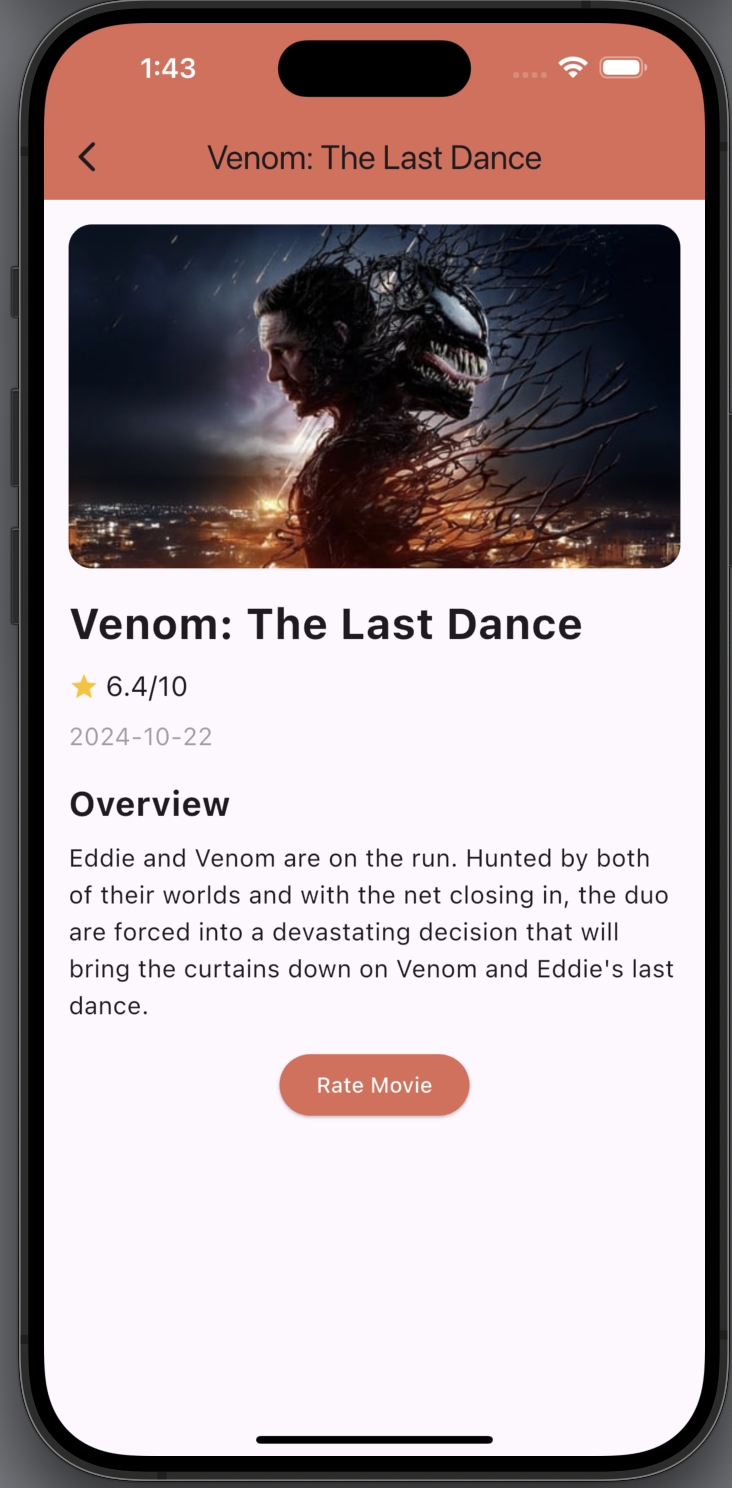 1:43
Venom: The Last Dance
Venom: The Last Dance
6.4/10
2024-10-22
Overview
Eddie and Venom are on the run. Hunted by both
of their worlds and with the net closing in, the duo
are forced into a devastating decision that will
bring the curtains down on Venom and Eddie's last
dance.
Rate Movie